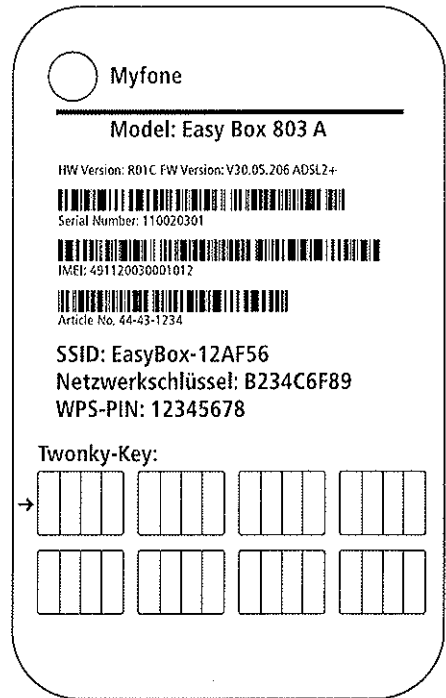 Myfone
Model: Easy Box 803 A
HW Version: R01C FW Version: V30.05.206 ADSL2+
Serial Number: 110020301
IMEI: 491120030001012
Article No. 44-43-1234
SSID: EasyBox-12AF56
Netzwerkschlüssel: B234C6F89
WPS-PIN: 12345678
Twonky-Key:
→